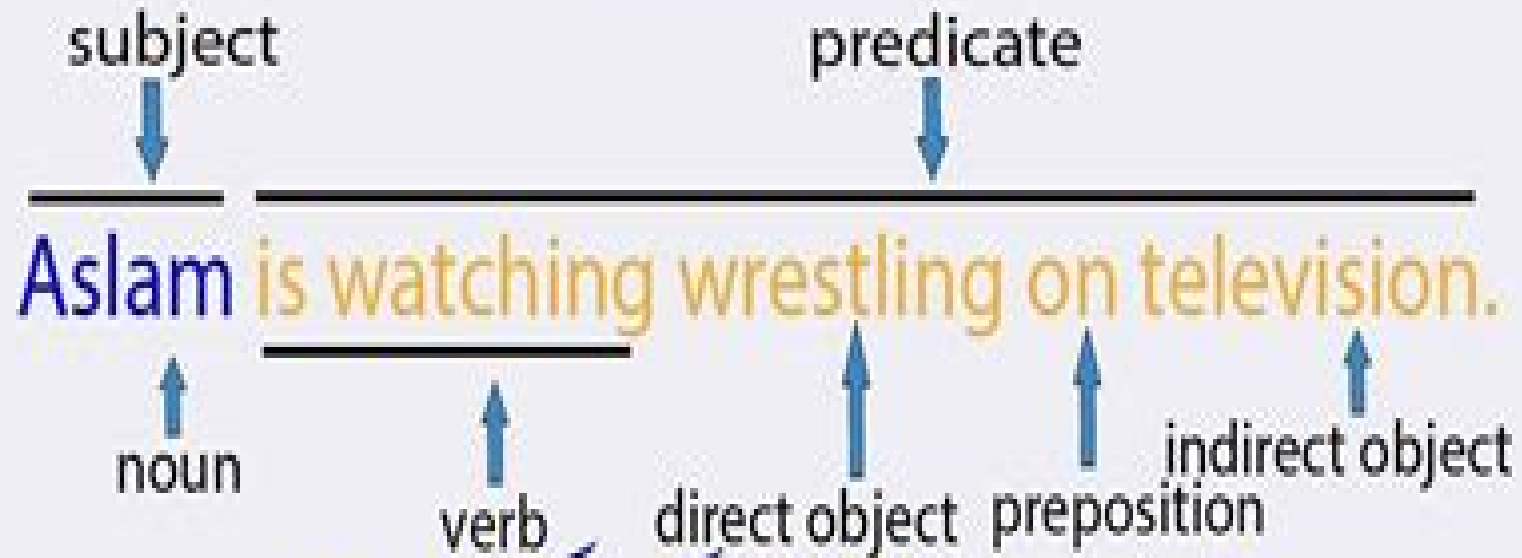 subject predicate
Aslam is watching wrestling on television.
noun verb direct object preposition indirect object